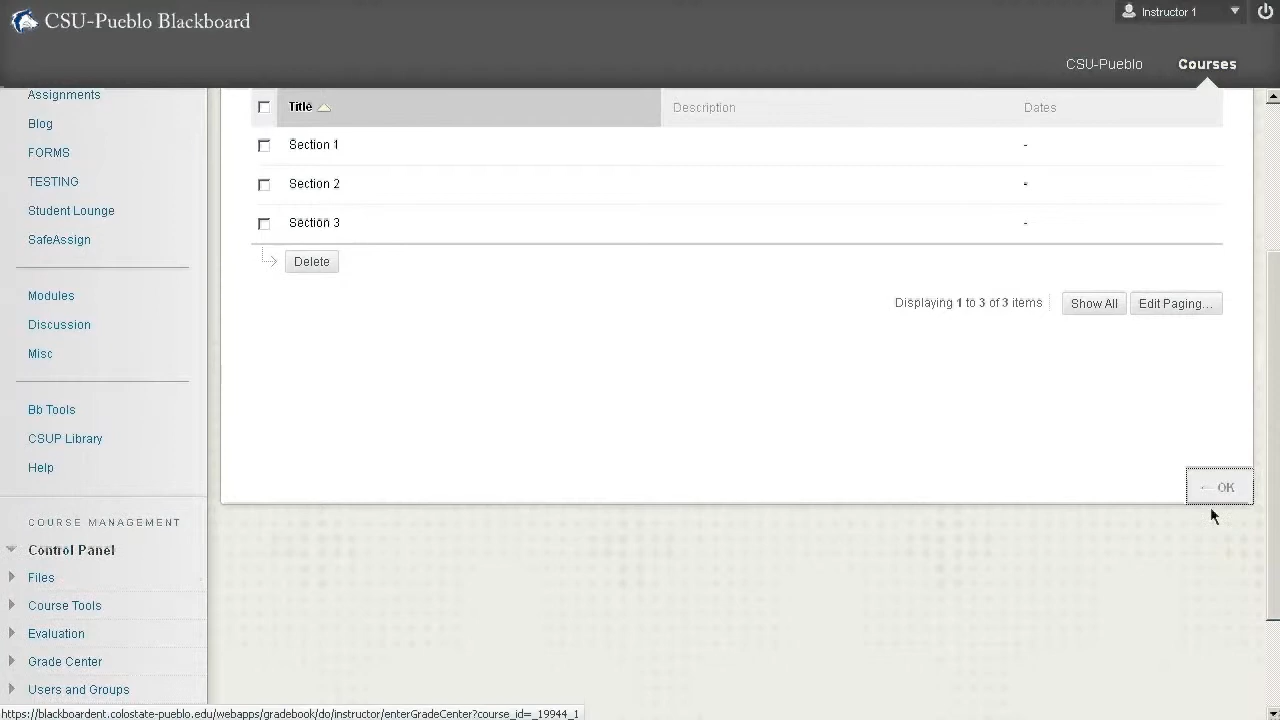 CSU-Pueblo Blackboard
Instructor 1
CSU-Pueblo
Courses
Assignments
Blog
FORMS
TESTING
Student Lounge
SafeAssign
Modules
Discussion
Misc
Bb Tools
CSUP Library
Help
COURSE MANAGEMENT
Control Panel
Files
Course Tools
Evaluation
Grade Center
Users and Groups
Title Description Dates
Section 1 -
Section 2 -
Section 3 -
Delete
Displaying 1 to 3 of 3 items Show All Edit Paging...
← OK
https://blackboardent.colostate-pueblo.edu/webapps/gradebook/do/instructor/enterGradeCenter?course_id=_19944_1